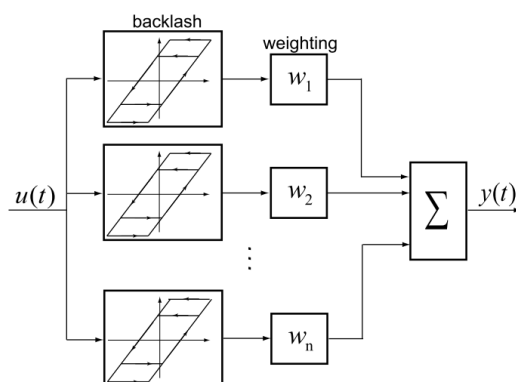 backlash
weighting
w₁
u(t)
w₂
∑
y(t)
⋮
wₙ